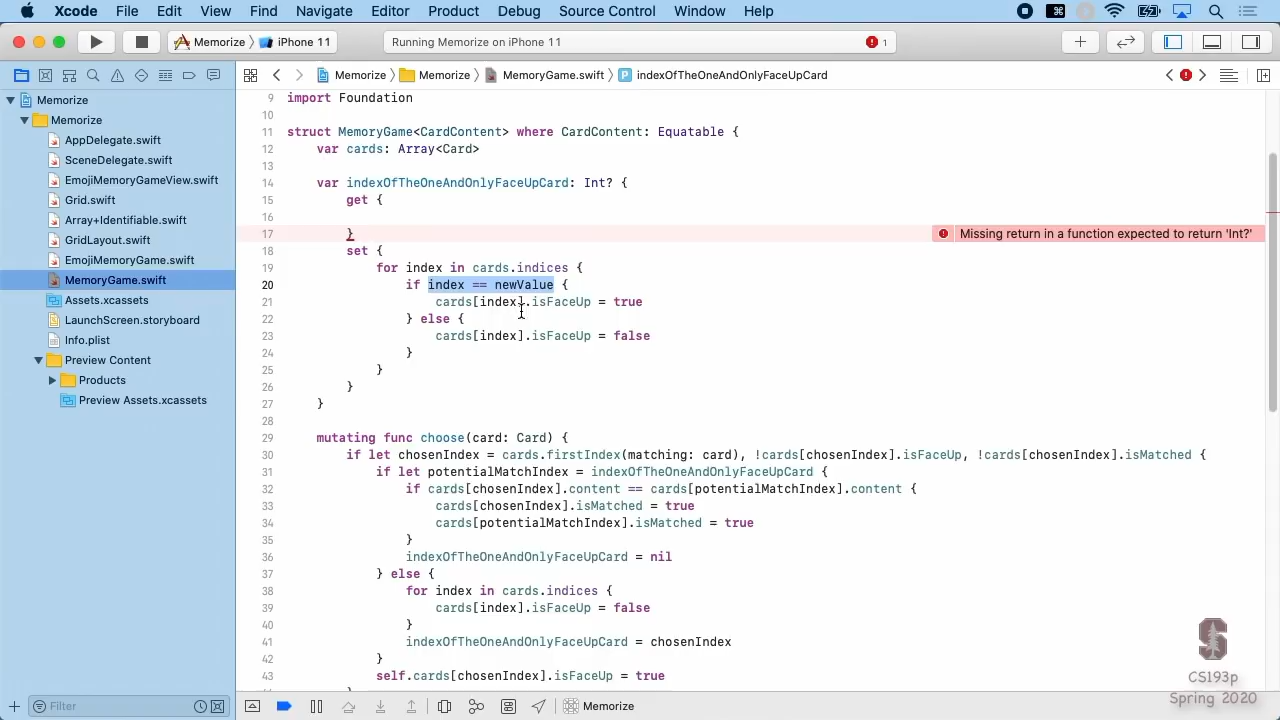 Xcode File Edit View Find Navigate Editor Product Debug Source Control Window Help
Memorize iPhone 11 Running Memorize on iPhone 11 1
Memorize Memorize MemoryGame.swift P indexOfTheOneAndOnlyFaceUpCard
Memorize
Memorize
AppDelegate.swift
SceneDelegate.swift
EmojiMemoryGameView.swift
Grid.swift
Array+Identifiable.swift
GridLayout.swift
EmojiMemoryGame.swift
MemoryGame.swift
Assets.xcassets
LaunchScreen.storyboard
Info.plist
Preview Content
Products
Preview Assets.xcassets
Filter
9 import Foundation
10
11 struct MemoryGame<CardContent> where CardContent: Equatable {
12 var cards: Array<Card>
13
14 var indexOfTheOneAndOnlyFaceUpCard: Int? {
15 get {
16
17 } Missing return in a function expected to return 'Int?'
18 set {
19 for index in cards.indices {
20 if index == newValue {
21 cards[index].isFaceUp = true
22 } else {
23 cards[index].isFaceUp = false
24 }
25 }
26 }
27 }
28
29 mutating func choose(card: Card) {
30 if let chosenIndex = cards.firstIndex(matching: card), !cards[chosenIndex].isFaceUp, !cards[chosenIndex].isMatched {
31 if let potentialMatchIndex = indexOfTheOneAndOnlyFaceUpCard {
32 if cards[chosenIndex].content == cards[potentialMatchIndex].content {
33 cards[chosenIndex].isMatched = true
34 cards[potentialMatchIndex].isMatched = true
35 }
36 indexOfTheOneAndOnlyFaceUpCard = nil
37 } else {
38 for index in cards.indices {
39 cards[index].isFaceUp = false
40 }
41 indexOfTheOneAndOnlyFaceUpCard = chosenIndex
42 }
43 self.cards[chosenIndex].isFaceUp = true
Memorize
CS193p
Spring 2020